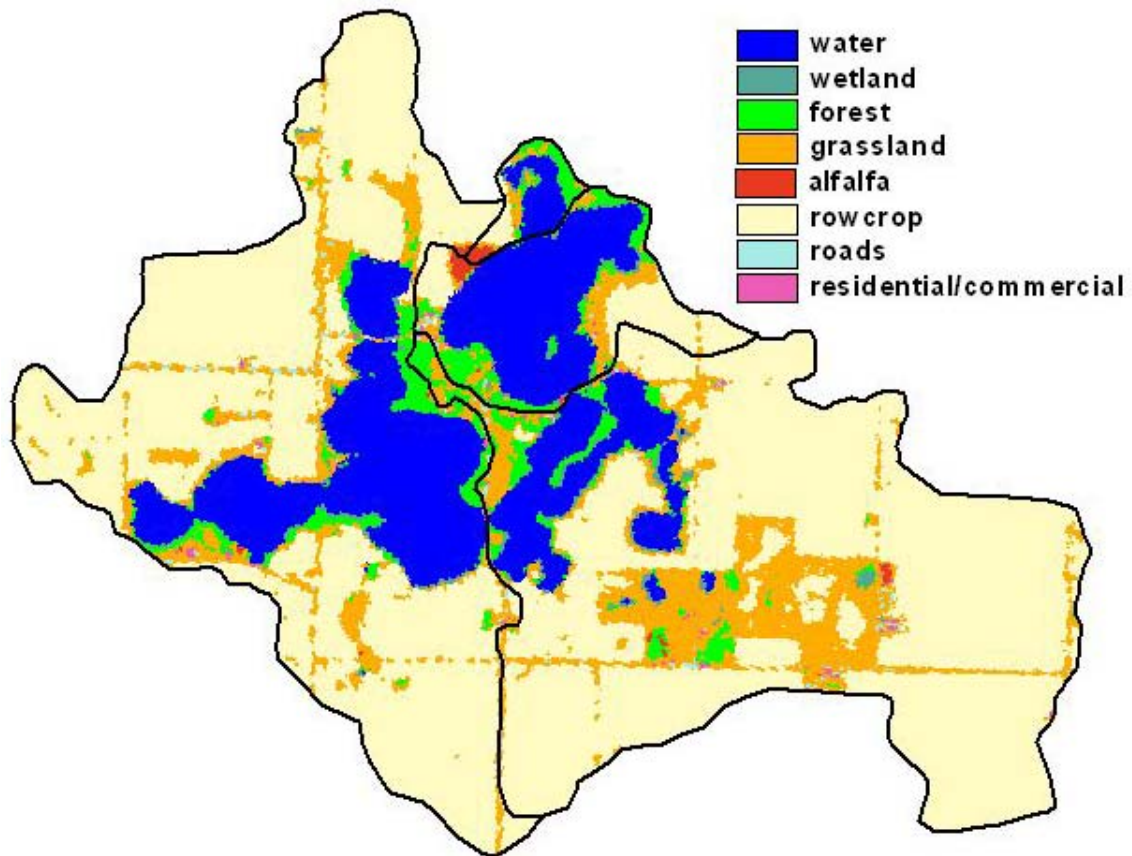 water
wetland
forest
grassland
alfalfa
rowcrop
roads
residential/commercial